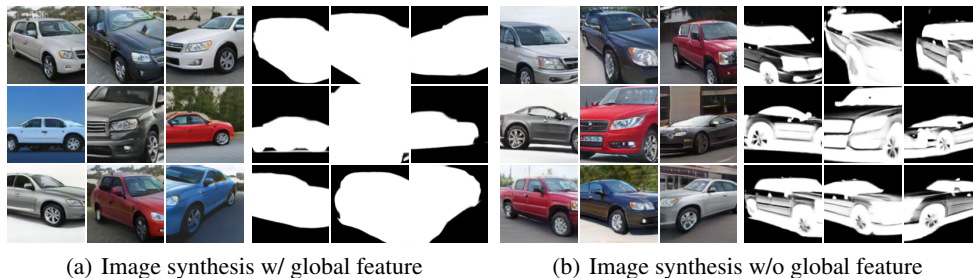 (a) Image synthesis w/ global feature
(b) Image synthesis w/o global feature